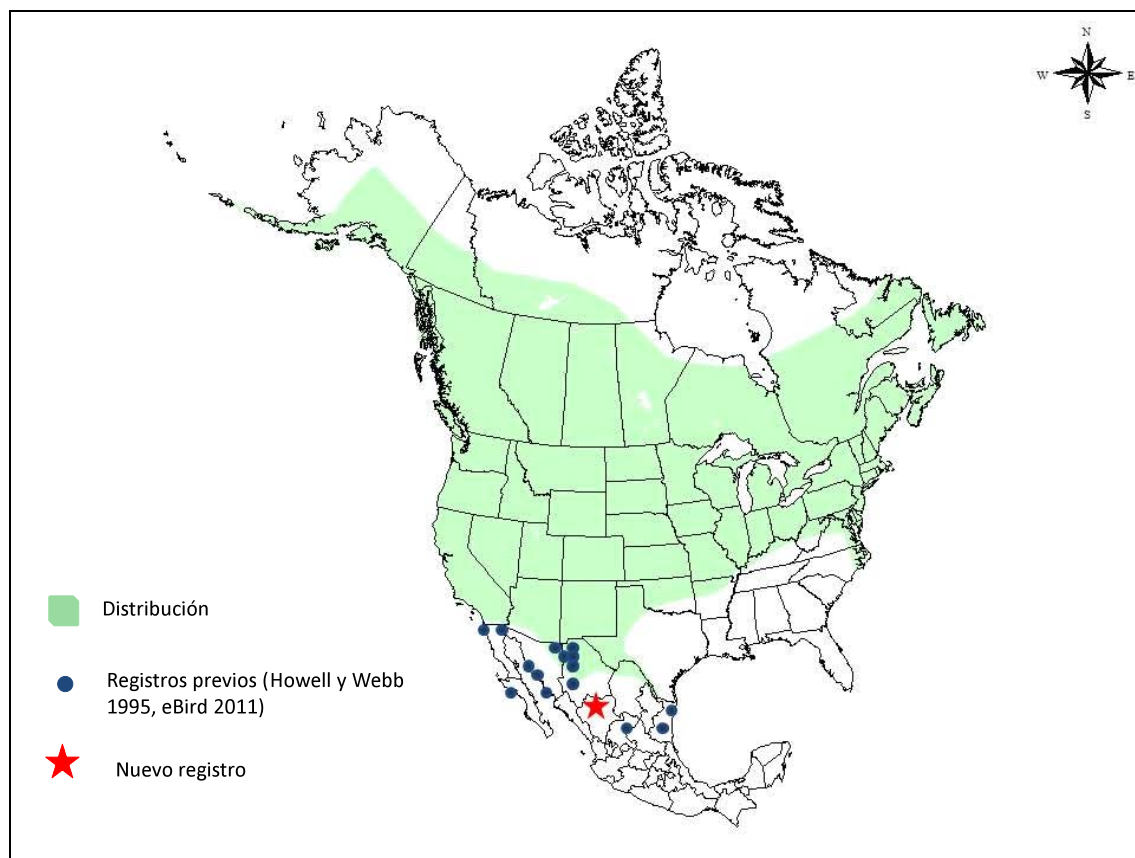 N
W
E
S
Distribución
Registros previos (Howell y Webb
1995, eBird 2011)
Nuevo registro